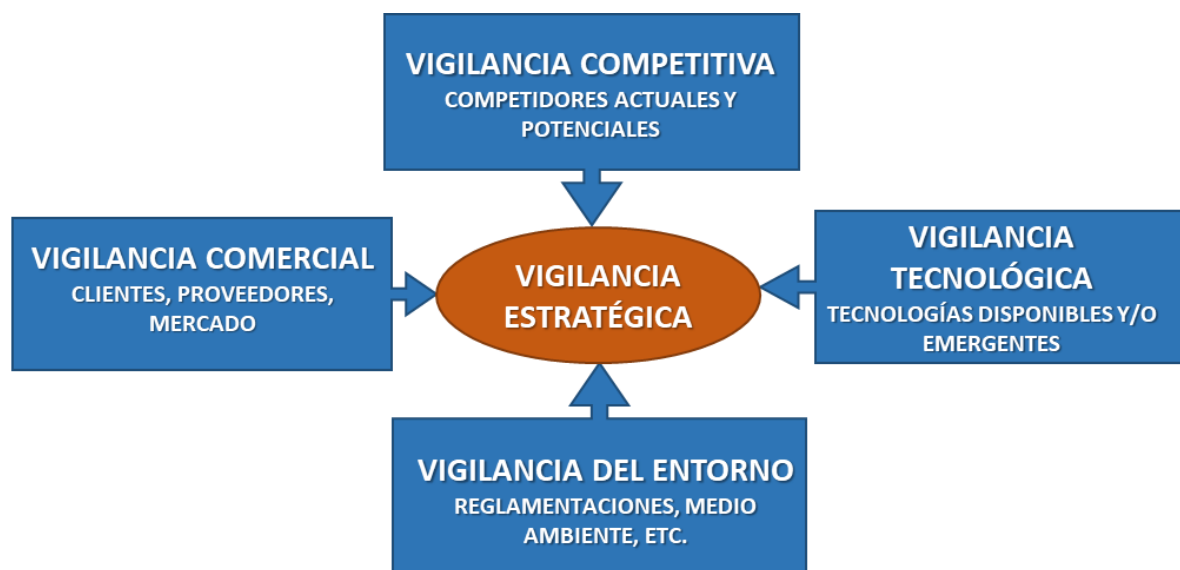 VIGILANCIA COMPETITIVA
COMPETIDORES ACTUALES Y
POTENCIALES
VIGILANCIA COMERCIAL
CLIENTES, PROVEEDORES,
MERCADO
VIGILANCIA
ESTRATÉGICA
VIGILANCIA
TECNOLÓGICA
TECNOLOGÍAS DISPONIBLES Y/O
EMERGENTES
VIGILANCIA DEL ENTORNO
REGLAMENTACIONES, MEDIO
AMBIENTE, ETC.